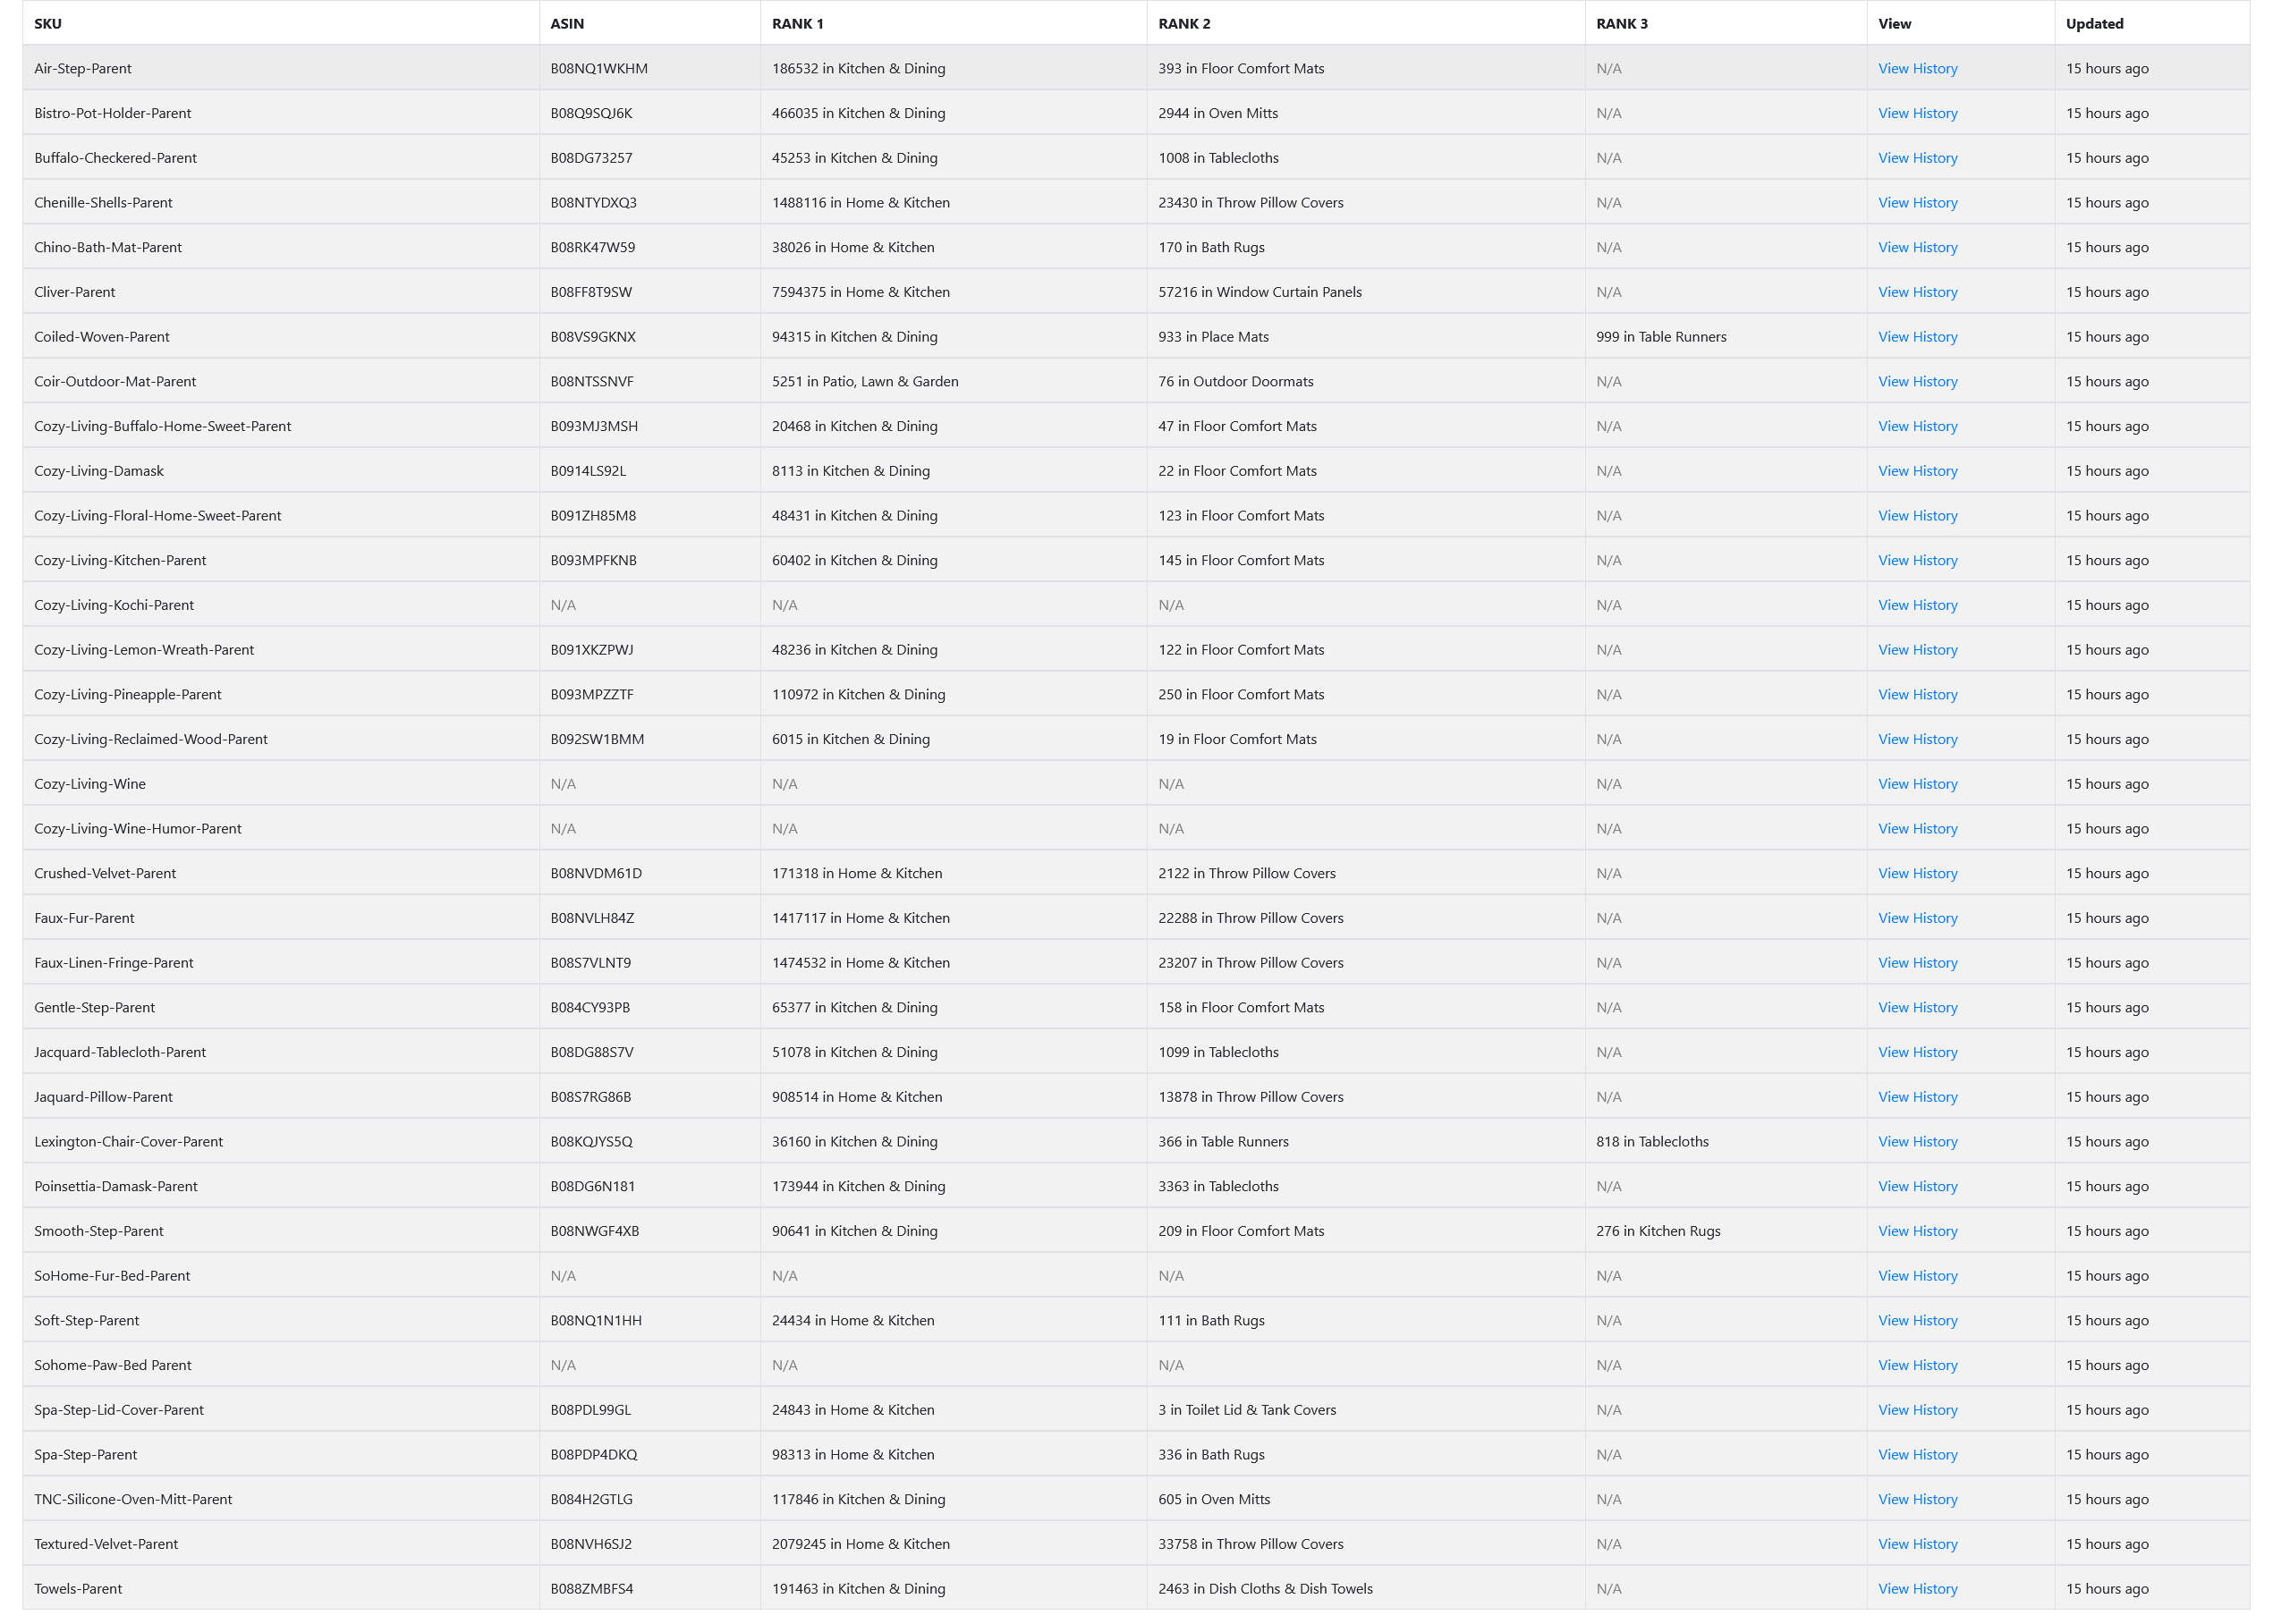 SKU ASIN RANK 1 RANK 2 RANK 3 View Updated
Air-Step-Parent B08NQ1WKHM 186532 in Kitchen & Dining 393 in Floor Comfort Mats N/A View History 15 hours ago
Bistro-Pot-Holder-Parent B08Q9SQJ6K 466035 in Kitchen & Dining 2944 in Oven Mitts N/A View History 15 hours ago
Buffalo-Checkered-Parent B08DG73257 45253 in Kitchen & Dining 1008 in Tablecloths N/A View History 15 hours ago
Chenille-Shells-Parent B08NTYDXQ3 1488116 in Home & Kitchen 23430 in Throw Pillow Covers N/A View History 15 hours ago
Chino-Bath-Mat-Parent B08RK47W59 38026 in Home & Kitchen 170 in Bath Rugs N/A View History 15 hours ago
Cliver-Parent B08FF8T9SW 7594375 in Home & Kitchen 57216 in Window Curtain Panels N/A View History 15 hours ago
Coiled-Woven-Parent B08VS9GKNX 94315 in Kitchen & Dining 933 in Place Mats 999 in Table Runners View History 15 hours ago
Coir-Outdoor-Mat-Parent B08NTSSNVF 5251 in Patio, Lawn & Garden 76 in Outdoor Doormats N/A View History 15 hours ago
Cozy-Living-Buffalo-Home-Sweet-Parent B093MJ3MSH 20468 in Kitchen & Dining 47 in Floor Comfort Mats N/A View History 15 hours ago
Cozy-Living-Damask B0914LS92L 8113 in Kitchen & Dining 22 in Floor Comfort Mats N/A View History 15 hours ago
Cozy-Living-Floral-Home-Sweet-Parent B091ZH85M8 48431 in Kitchen & Dining 123 in Floor Comfort Mats N/A View History 15 hours ago
Cozy-Living-Kitchen-Parent B093MPFKNB 60402 in Kitchen & Dining 145 in Floor Comfort Mats N/A View History 15 hours ago
Cozy-Living-Kochi-Parent N/A N/A N/A N/A View History 15 hours ago
Cozy-Living-Lemon-Wreath-Parent B091XKZPWJ 48236 in Kitchen & Dining 122 in Floor Comfort Mats N/A View History 15 hours ago
Cozy-Living-Pineapple-Parent B093MPZZTF 110972 in Kitchen & Dining 250 in Floor Comfort Mats N/A View History 15 hours ago
Cozy-Living-Reclaimed-Wood-Parent B092SW1BMM 6015 in Kitchen & Dining 19 in Floor Comfort Mats N/A View History 15 hours ago
Cozy-Living-Wine N/A N/A N/A N/A View History 15 hours ago
Cozy-Living-Wine-Humor-Parent N/A N/A N/A N/A View History 15 hours ago
Crushed-Velvet-Parent B08NVDM61D 171318 in Home & Kitchen 2122 in Throw Pillow Covers N/A View History 15 hours ago
Faux-Fur-Parent B08NVLH84Z 1417117 in Home & Kitchen 22288 in Throw Pillow Covers N/A View History 15 hours ago
Faux-Linen-Fringe-Parent B08S7VLNT9 1474532 in Home & Kitchen 23207 in Throw Pillow Covers N/A View History 15 hours ago
Gentle-Step-Parent B084CY93PB 65377 in Kitchen & Dining 158 in Floor Comfort Mats N/A View History 15 hours ago
Jacquard-Tablecloth-Parent B08DG88S7V 51078 in Kitchen & Dining 1099 in Tablecloths N/A View History 15 hours ago
Jaquard-Pillow-Parent B08S7RG86B 908514 in Home & Kitchen 13878 in Throw Pillow Covers N/A View History 15 hours ago
Lexington-Chair-Cover-Parent B08KQJYS5Q 36160 in Kitchen & Dining 366 in Table Runners 818 in Tablecloths View History 15 hours ago
Poinsettia-Damask-Parent B08DG6N181 173944 in Kitchen & Dining 3363 in Tablecloths N/A View History 15 hours ago
Smooth-Step-Parent B08NWGF4XB 90641 in Kitchen & Dining 209 in Floor Comfort Mats 276 in Kitchen Rugs View History 15 hours ago
SoHome-Fur-Bed-Parent N/A N/A N/A N/A View History 15 hours ago
Soft-Step-Parent B08NQ1N1HH 24434 in Home & Kitchen 111 in Bath Rugs N/A View History 15 hours ago
Sohome-Paw-Bed Parent N/A N/A N/A N/A View History 15 hours ago
Spa-Step-Lid-Cover-Parent B08PDL99GL 24843 in Home & Kitchen 3 in Toilet Lid & Tank Covers N/A View History 15 hours ago
Spa-Step-Parent B08PDP4DKQ 98313 in Home & Kitchen 336 in Bath Rugs N/A View History 15 hours ago
TNC-Silicone-Oven-Mitt-Parent B084H2GTLG 117846 in Kitchen & Dining 605 in Oven Mitts N/A View History 15 hours ago
Textured-Velvet-Parent B08NVH6SJ2 2079245 in Home & Kitchen 33758 in Throw Pillow Covers N/A View History 15 hours ago
Towels-Parent B088ZMBFS4 191463 in Kitchen & Dining 2463 in Dish Cloths & Dish Towels N/A View History 15 hours ago